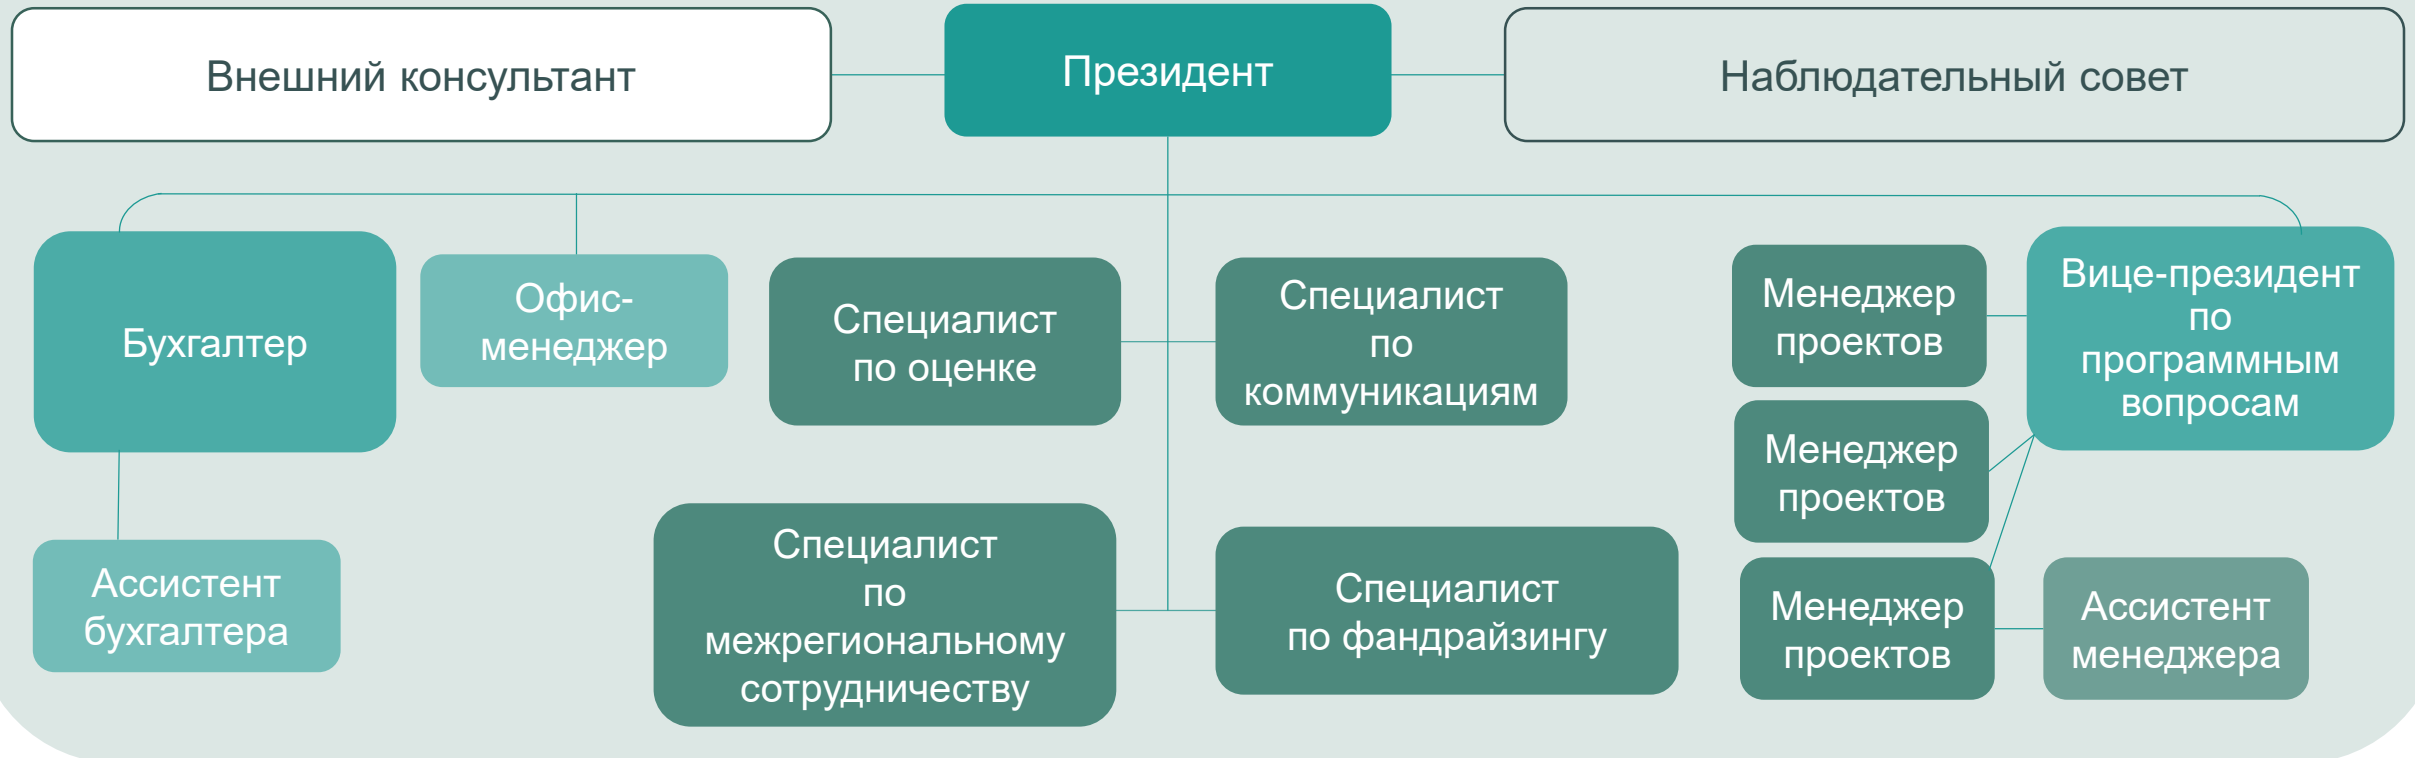 Внешний консультант
Президент
Наблюдательный совет
Бухгалтер
Офис-
менеджер
Специалист
по оценке
Специалист
по
коммуникациям
Менеджер
проектов
Вице-президент
по
программным
вопросам
Менеджер
проектов
Ассистент
бухгалтера
Специалист
по
межрегиональному
сотрудничеству
Специалист
по фандрайзингу
Менеджер
проектов
Ассистент
менеджера